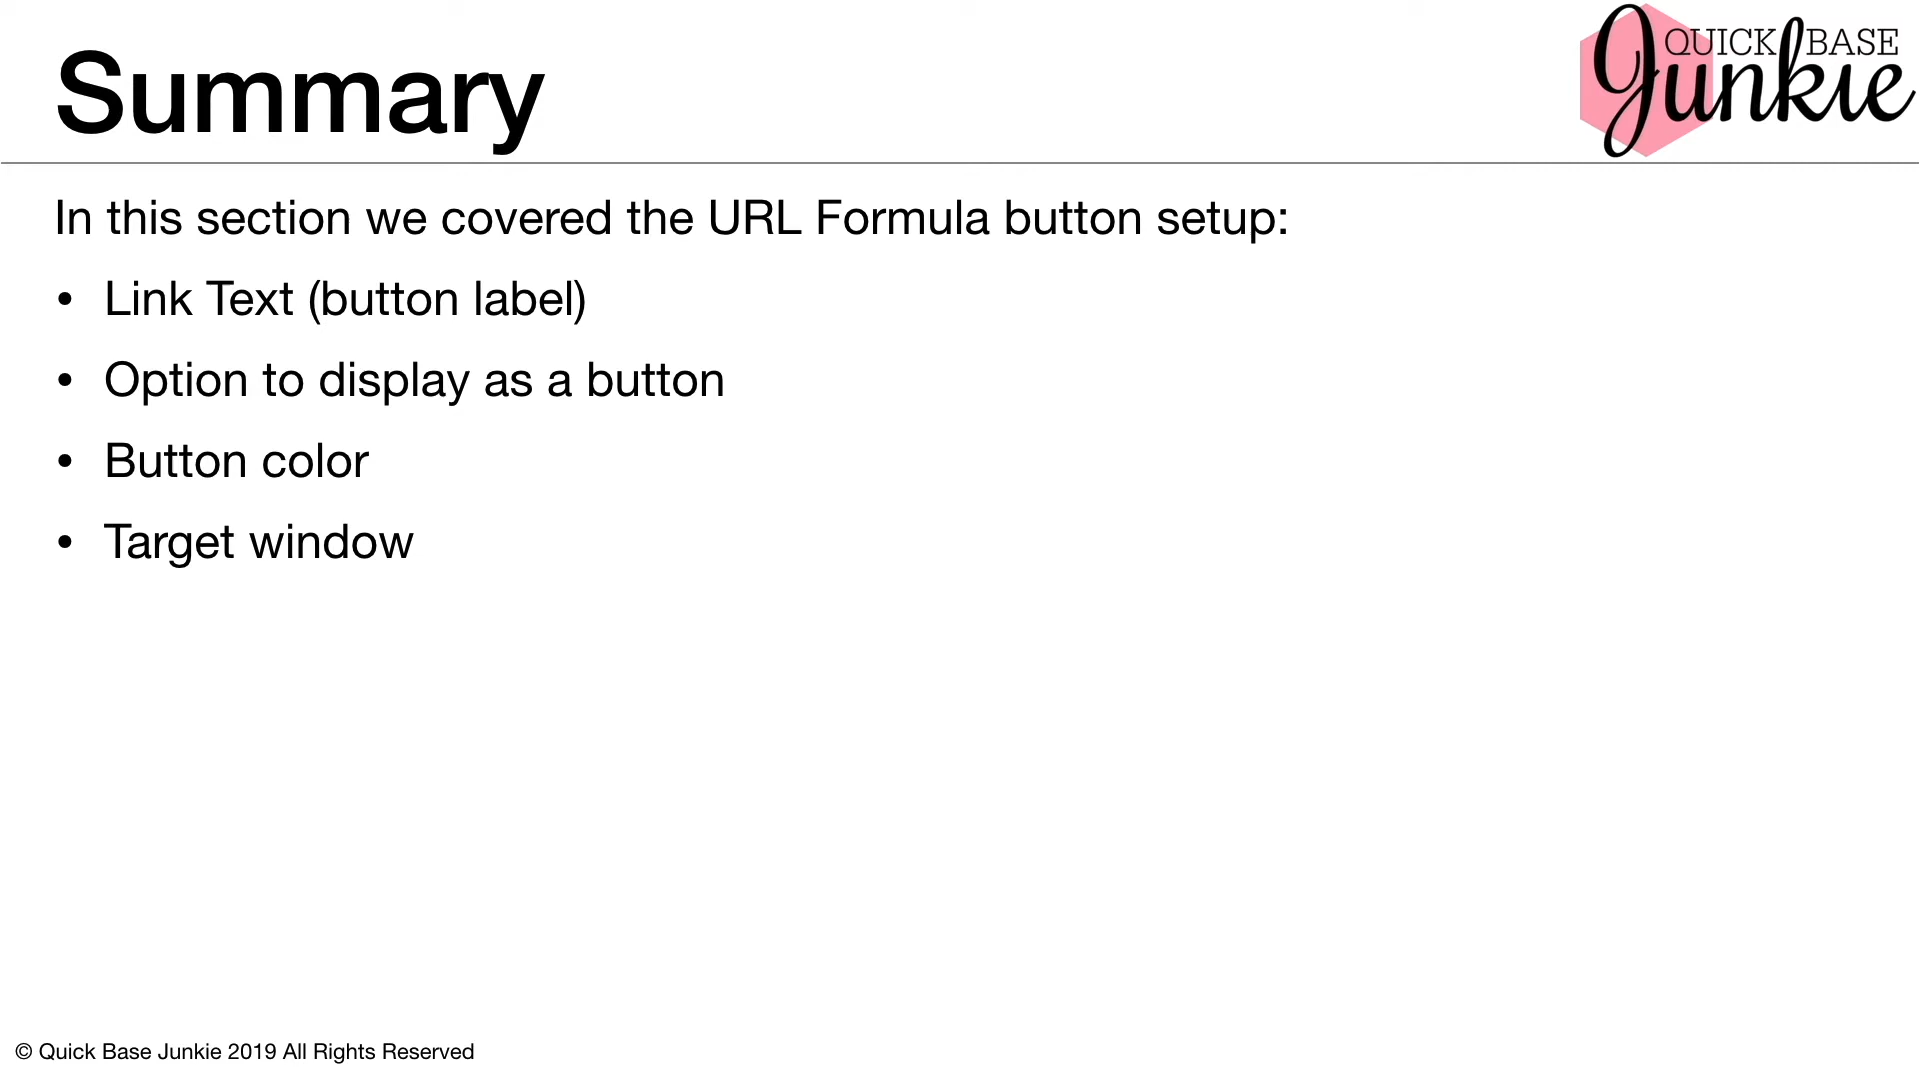 Summary
QUICK BASE
Junkie
In this section we covered the URL Formula button setup:
• Link Text (button label)
• Option to display as a button
• Button color
• Target window
© Quick Base Junkie 2019 All Rights Reserved